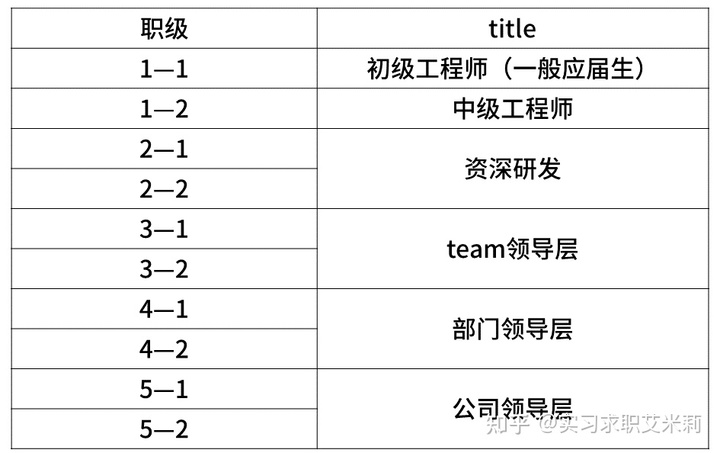 职级 title
1—1 初级工程师（一般应届生）
1—2 中级工程师
2—1
资深研发
2—2
3—1
team领导层
3—2
4—1
部门领导层
4—2
5—1
公司领导层
5—2
知乎 @实习求职艾米莉